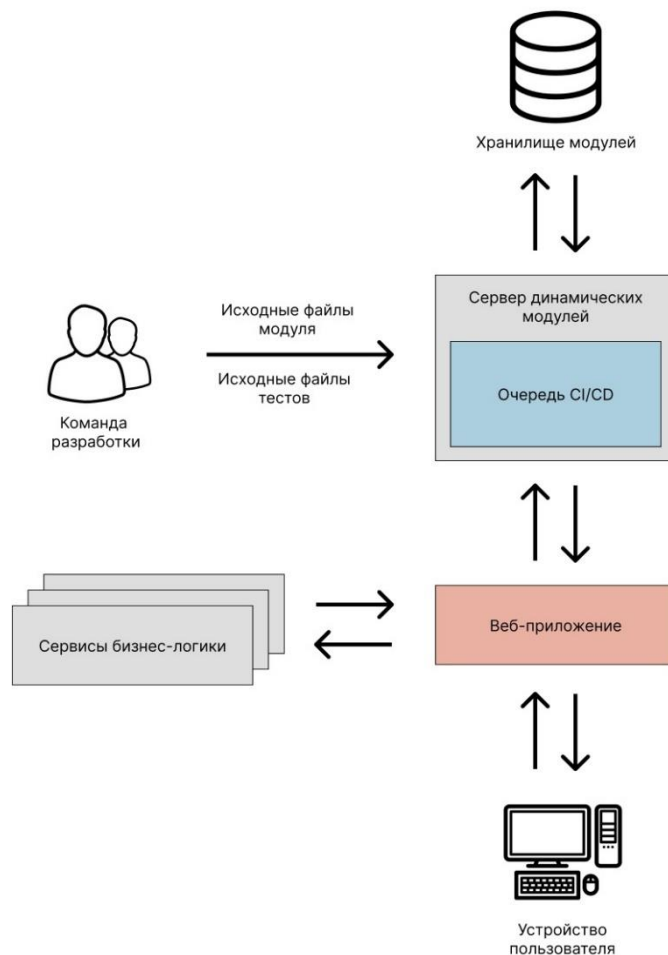 Хранилище модулей
Сервер динамических
модулей
Очередь CI/CD
Исходные файлы
модуля
Исходные файлы
тестов
Команда
разработки
Сервисы бизнес-логики
Веб-приложение
Устройство
пользователя